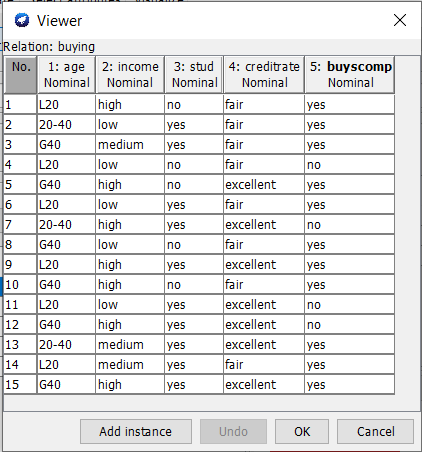 Viewer
Relation: buying
No. 1: age 2: income 3: stud 4: creditrate 5: buyscomp
Nominal Nominal Nominal Nominal Nominal
1 L20 high no fair yes
2 20-40 low yes fair yes
3 G40 medium yes fair yes
4 L20 low no fair no
5 G40 high no excellent yes
6 L20 low yes fair yes
7 20-40 high yes excellent no
8 G40 low no fair yes
9 L20 high yes excellent yes
10 G40 high no fair yes
11 L20 low yes excellent no
12 G40 high yes excellent no
13 20-40 medium yes excellent yes
14 L20 medium yes fair yes
15 G40 high yes excellent yes
Add instance Undo OK Cancel